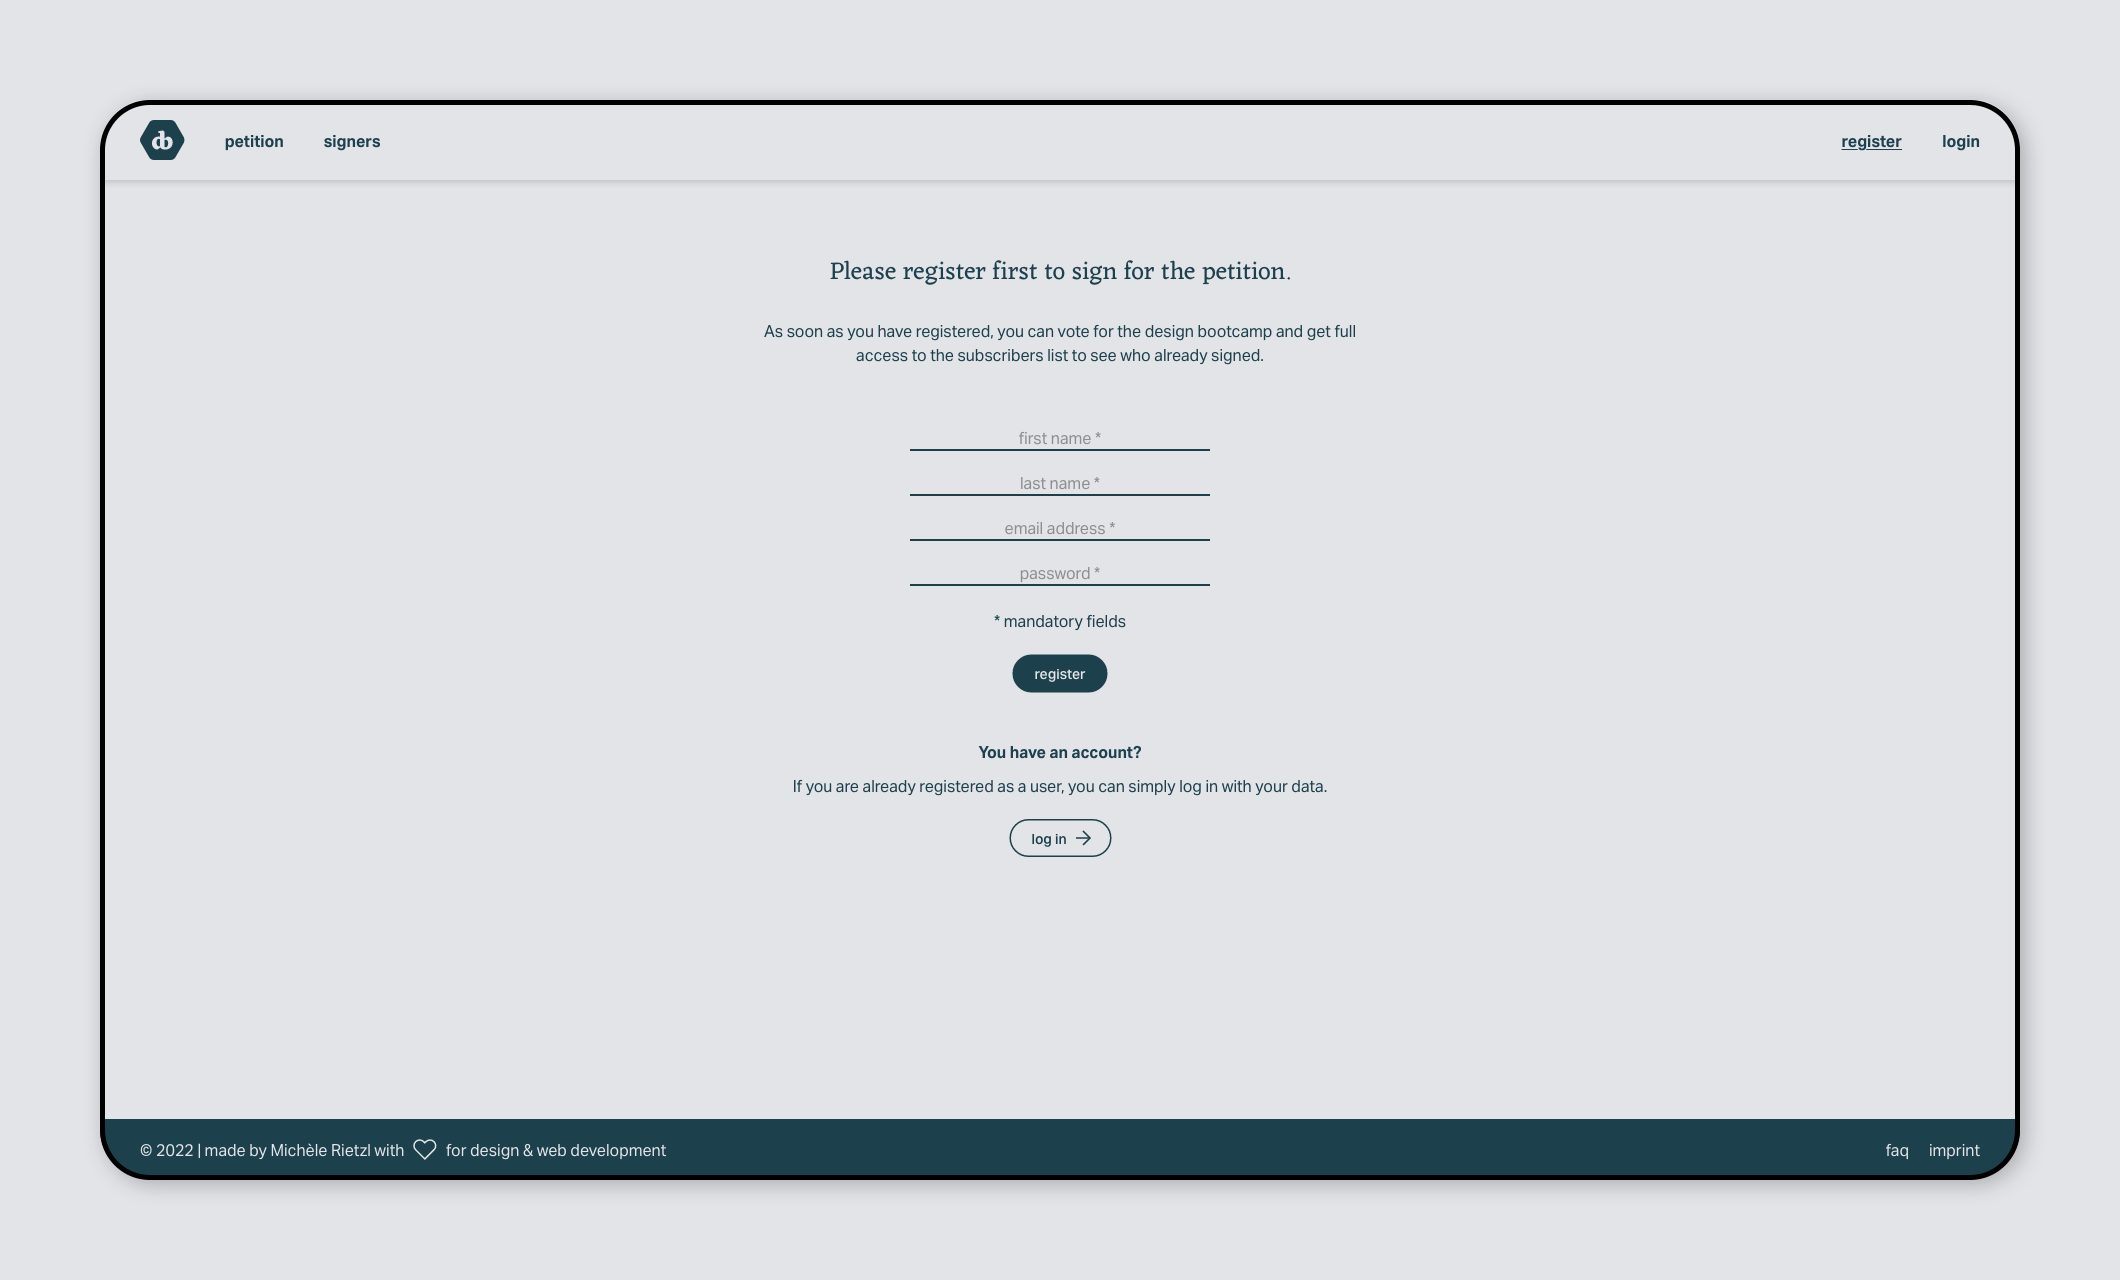 db
petition signers register login
Please register first to sign for the petition.
As soon as you have registered, you can vote for the design bootcamp and get full
access to the subscribers list to see who already signed.
first name *
last name *
email address *
password *
* mandatory fields
register
You have an account?
If you are already registered as a user, you can simply log in with your data.
log in →
© 2022 | made by Michèle Rietzl with ♡ for design & web development faq imprint